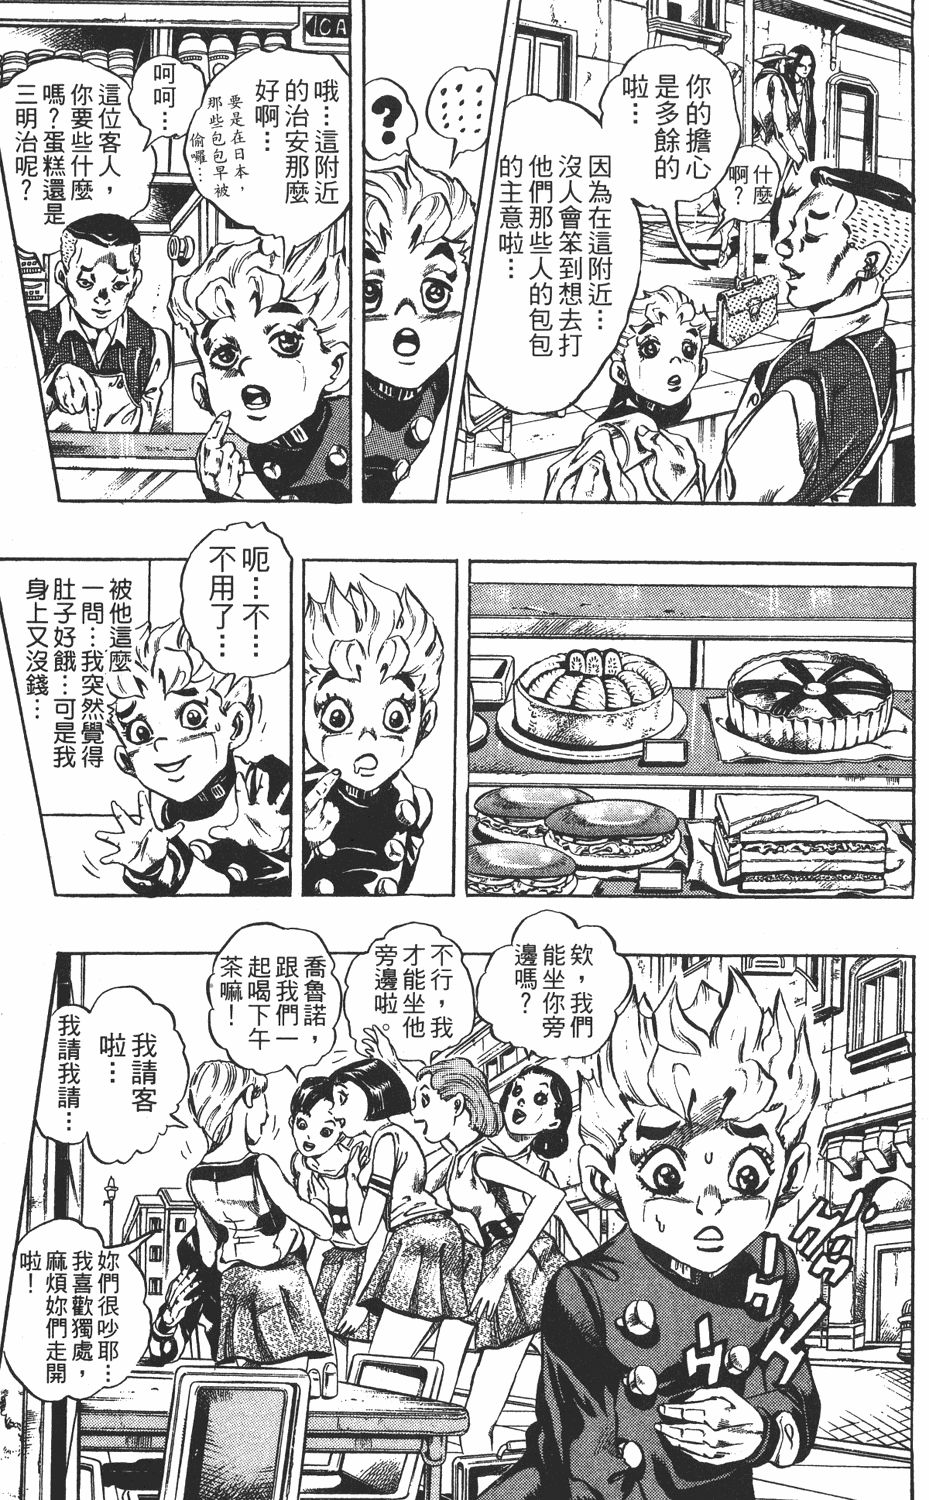 你的擔心
是多餘的
啦…
什麼
啊?
因為在這附近…
沒人會笨到想去打
他們那些人的包包
的主意啦…
……
?
哦…這附近
的治安那麼
好啊…
要是在日本,
那些包包早被
偷囉…
呵呵…
這位客人,
你要些什麼
嗎?蛋糕還是
三明治呢?
ICA
呃…不…
不用了…
被他這麼
一問…我突然覺得
肚子好餓…可是我
身上又沒錢…
欸,我們
能坐你旁
邊嗎?
不行,我
才能坐他
旁邊啦。
喬魯諾,
跟我們一
起喝下午
茶嘛!
我請客
啦…
我請我請…
妳們很吵耶…
我喜歡獨處,
麻煩妳們走開
啦!
グググググ